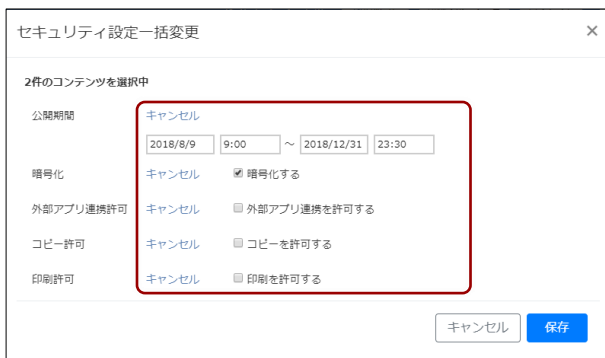 セキュリティ設定一括変更 ×
2件のコンテンツを選択中
公開期間 キャンセル
2018/8/9 9:00 ～ 2018/12/31 23:30
暗号化 キャンセル 暗号化する
外部アプリ連携許可 キャンセル 外部アプリ連携を許可する
コピー許可 キャンセル コピーを許可する
印刷許可 キャンセル 印刷を許可する
キャンセル 保存